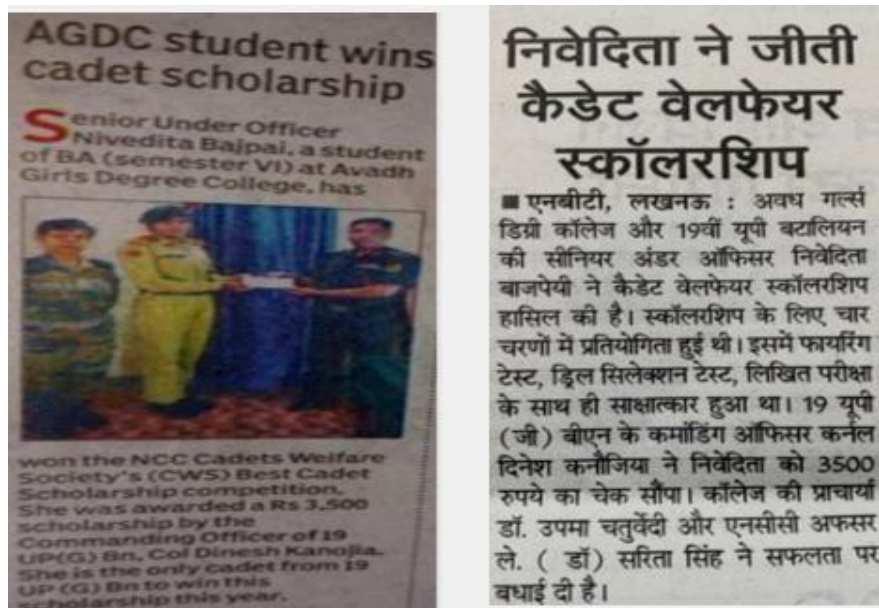 AGDC student wins
cadet scholarship
Senior Under Officer
Nivedita Bajpai, a student
of BA (semester VI) at Avadh
Girls Degree College, has
won the NCC Cadets Welfare
Society's (CWS) Best Cadet
Scholarship competition.
She was awarded a Rs 3,500
scholarship by the
Commanding Officer of 19
UP(G) Bn, Col Dinesh Kanojia.
She is the only cadet from 19
UP (G) Bn to win this
scholarship this year.
निवेदिता ने जीती
कैडेट वेलफेयर
स्कॉलरशिप
■ एनबीटी, लखनऊ : अवध गर्ल्स
डिग्री कॉलेज और 19वीं यूपी बटालियन
की सीनियर अंडर ऑफिसर निवेदिता
बाजपेयी ने कैडेट वेलफेयर स्कॉलरशिप
हासिल की है। स्कॉलरशिप के लिए चार
चरणों में प्रतियोगिता हुई थी। इसमें फायरिंग
टेस्ट, ड्रिल सिलेक्शन टेस्ट, लिखित परीक्षा
के साथ ही साक्षात्कार हुआ था। 19 यूपी
(जी) बीएन के कमांडिंग ऑफिसर कर्नल
दिनेश कनौजिया ने निवेदिता को 3500
रुपये का चेक सौंपा। कॉलेज की प्राचार्या
डॉ. उपमा चतुर्वेदी और एनसीसी अफसर
ले. ( डॉ) सरिता सिंह ने सफलता पर
बधाई दी है।